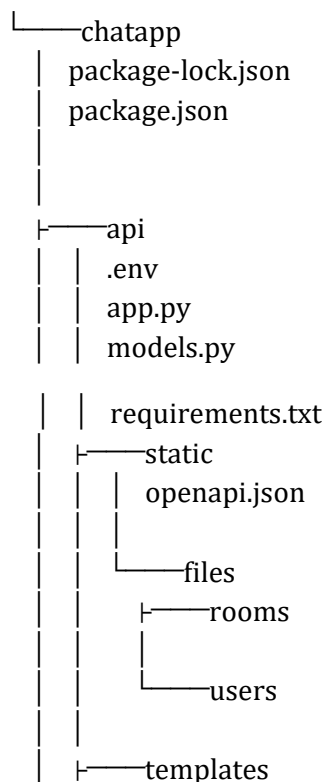 chatapp
package-lock.json
package.json
api
.env
app.py
models.py
requirements.txt
static
openapi.json
files
rooms
users
templates